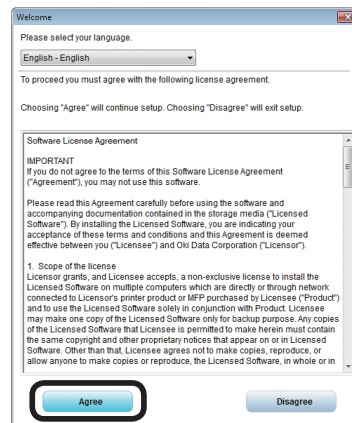 Welcome
Please select your language.
English - English
To proceed you must agree with the following license agreement.
Choosing "Agree" will continue setup. Choosing "Disagree" will exit setup.
Software License Agreement
IMPORTANT
If you do not agree to the terms of this Software License Agreement
("Agreement"), you may not use this software.
Please read this Agreement carefully before using the software and
accompanying documentation contained in the storage media ("Licensed
Software"). By installing the Licensed Software, you are indicating your
acceptance of these terms and conditions and this Agreement is deemed
effective between you ("Licensee") and Oki Data Corporation ("Licensor").
1. Scope of the license
Licensor grants, and Licensee accepts, a non-exclusive license to install the
Licensed Software on multiple computers which are directly or through network
connected to Licensor's printer product or MFP purchased by Licensee ("Product")
and to use the Licensed Software solely in conjunction with Product. Licensee
may make one copy of the Licensed Software only for backup purpose. Any copies
of the Licensed Software that Licensee is permitted to make herein must contain
the same copyright and other proprietary notices that appear on or in Licensed
Software. Other than that, Licensee agrees not to make copies, reproduce, or
allow anyone to make copies or reproduce, the Licensed Software, in whole or in
Agree
Disagree